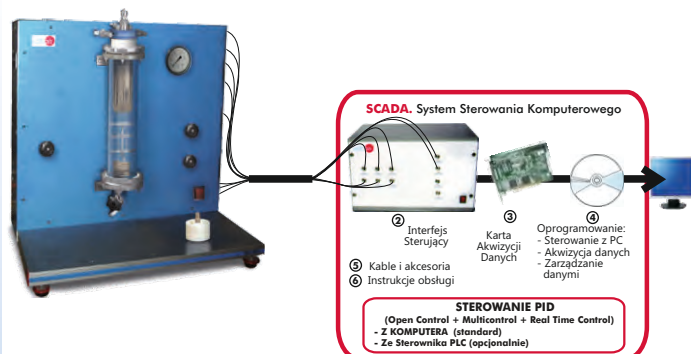 SCADA. System Sterowania Komputerowego
②
Interfejs
Sterujący
③
Karta
Akwizycji
Danych
④
Oprogramowanie:
- Sterowanie z PC
- Akwizycja danych
- Zarządzanie
danymi
⑤ Kable i akcesoria
⑥ Instrukcje obsługi
STEROWANIE PID
(Open Control + Multicontrol + Real Time Control)
- Z KOMPUTERA (standard)
- Ze Sterownika PLC (opcjonalnie)